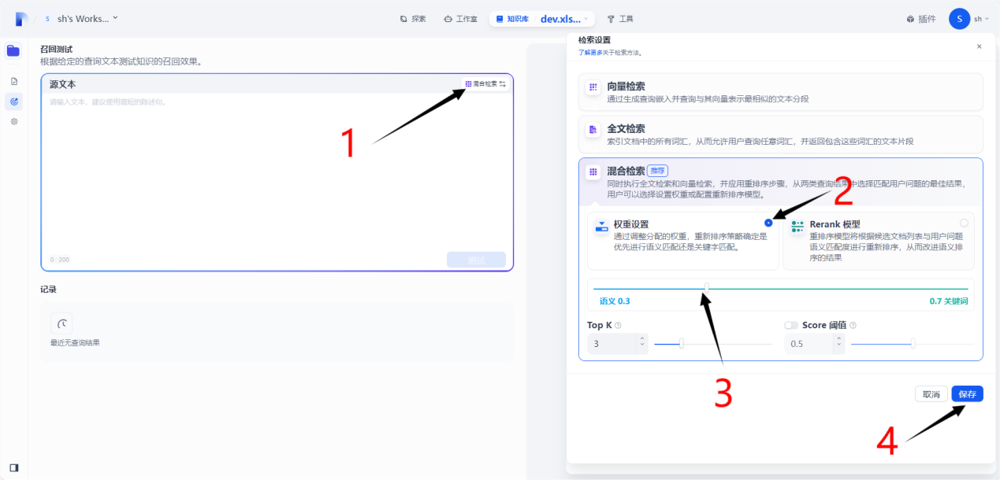 S sh's Works...
探索
工作室
知识库 dev.xls...
工具
插件
S sh
召回测试
根据给定的查询文本测试知识的召回效果。
源文本
混合检索
请输入文本，建议使用简短的陈述句。
1
0 / 200
测试
记录
最近无查询结果
检索设置
了解更多关于检索方法。
向量检索
通过生成查询嵌入并查询与其向量表示最相似的文本分段
全文检索
索引文档中的所有词汇，从而允许用户查询任意词汇，并返回包含这些词汇的文本片段
混合检索 推荐
同时执行全文检索和向量检索，并应用重排序步骤，从两类查询结果中选择匹配用户问题的最佳结果，
用户可以选择设置权重或配置重新排序模型。
2
权重设置
通过调整分配的权重，重新排序策略确定是
优先进行语义匹配还是关键字匹配。
Rerank 模型
重排序模型将根据候选文档列表与用户问题
语义匹配度进行重新排序，从而改进语义排
序的结果
语义 0.3
0.7 关键词
Top K
3
Score 阈值
0.5
3
取消
保存
4